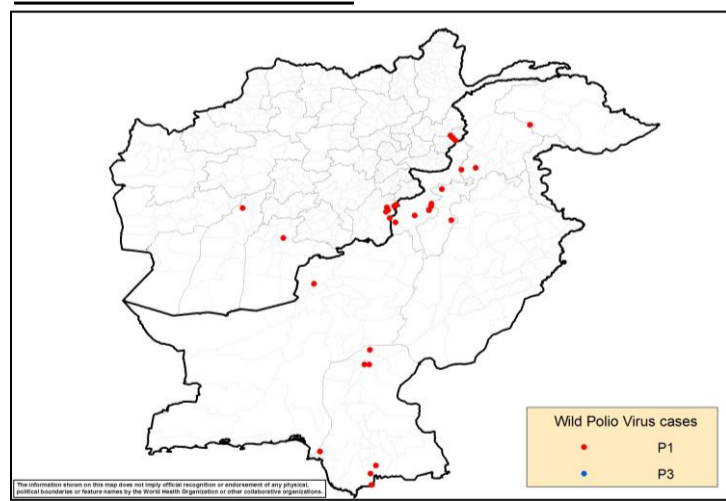 Wild Polio Virus cases
P1
P3
The information shown on this map does not imply official recognition or endorsement of any physical,
political boundaries or feature names by the World Health Organization or other collaborative organizations.